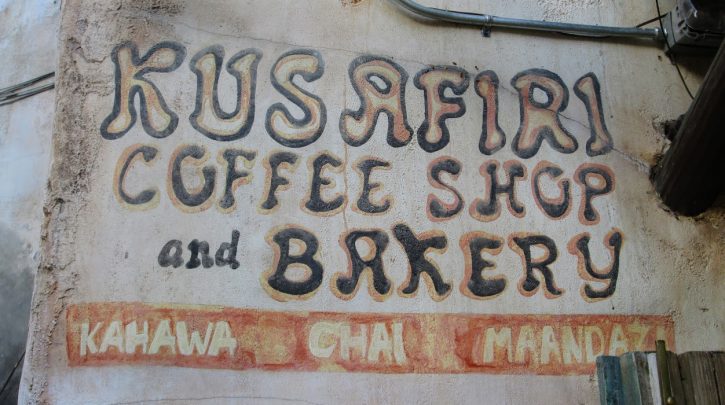 KUSAFIRI
COFFEE SHOP
and BAKERY
KAHAWA CHAI MAANDAZI